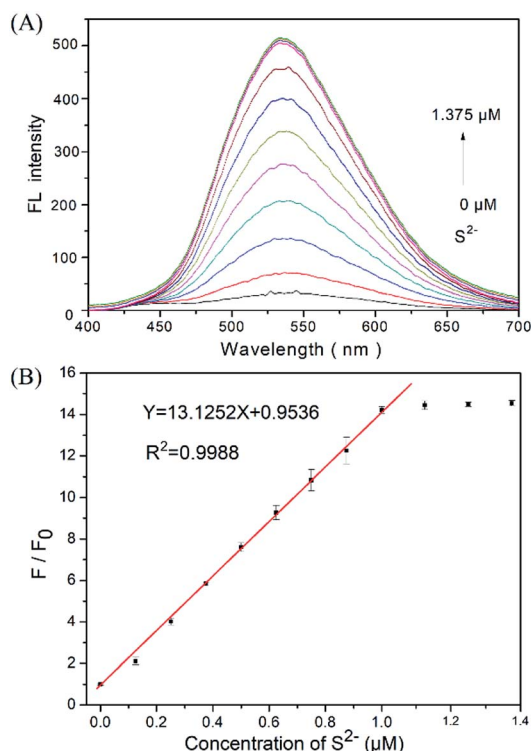 (A)
500
400
300
200
100
0
FL intensity
1.375 μM
0 μM
S²⁻
400 450 500 550 600 650 700
Wavelength ( nm )
(B)
16
14
12
10
8
6
4
2
0
F / F₀
Y=13.1252X+0.9536
R²=0.9988
0.0 0.2 0.4 0.6 0.8 1.0 1.2 1.4
Concentration of S²⁻ (μM)